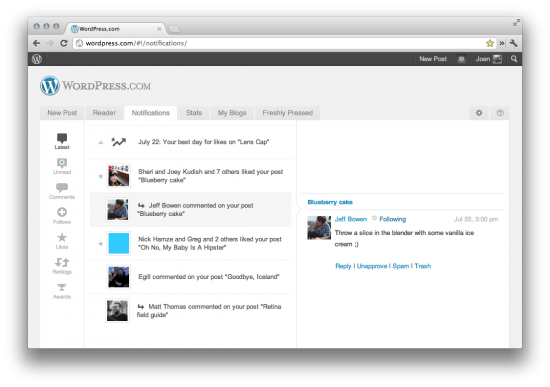 WordPress.com
wordpress.com/#!/notifications/
New Post
Joen
WORDPRESS.COM
New Post
Reader
Notifications
Stats
My Blogs
Freshly Pressed
Latest
Unread
Comments
Follows
Likes
Reblogs
Awards
July 22: Your best day for likes on "Lens Cap"
Sheri and Joey Kudish and 7 others liked your post
"Blueberry cake"
Jeff Bowen commented on your post
"Blueberry cake"
Nick Hamze and Greg and 2 others liked your post
"Oh No, My Baby Is A Hipster"
Egill commented on your post "Goodbye, Iceland"
Matt Thomas commented on your post "Retina
field guide"
Blueberry cake
Jeff Bowen Following Jul 22, 3:00 pm
Throw a slice in the blender with some vanilla ice
cream ;)
Reply | Unapprove | Spam | Trash